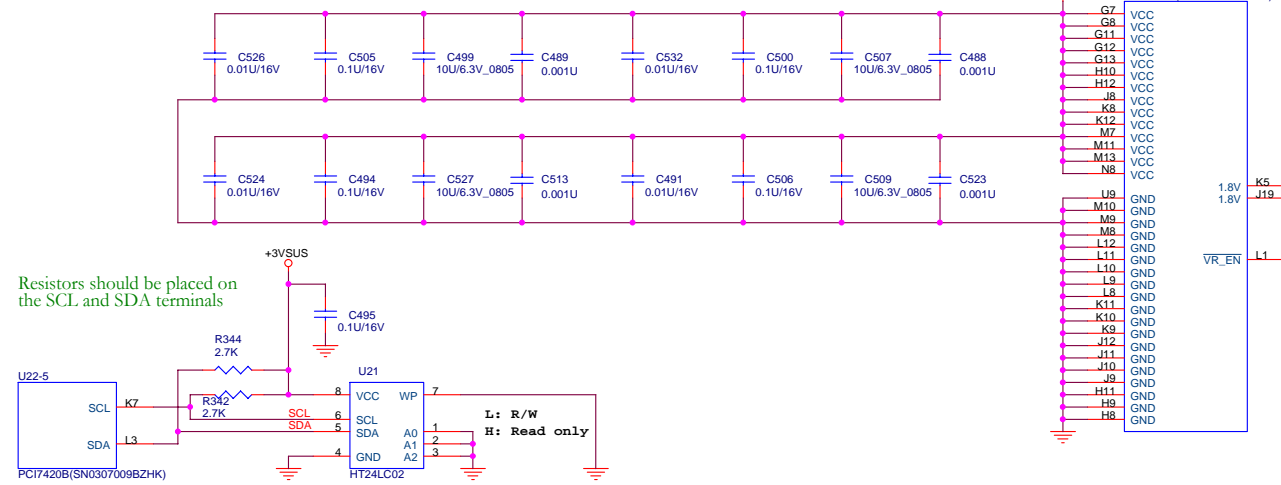 C526
0.01U/16V
C505
0.1U/16V
C499
10U/6.3V_0805
C489
0.001U
C532
0.01U/16V
C500
0.1U/16V
C507
10U/6.3V_0805
C488
0.001U
C524
0.01U/16V
C494
0.1U/16V
C527
10U/6.3V_0805
C513
0.001U
C491
0.01U/16V
C506
0.1U/16V
C509
10U/6.3V_0805
C523
0.001U
G7 VCC
G8 VCC
G11 VCC
G12 VCC
G13 VCC
H10 VCC
H12 VCC
J8 VCC
K8 VCC
K12 VCC
M7 VCC
M11 VCC
M13 VCC
N8 VCC
U9 GND
M10 GND
M9 GND
M8 GND
L12 GND
L11 GND
L10 GND
L9 GND
L8 GND
K11 GND
K10 GND
K9 GND
J12 GND
J11 GND
J10 GND
J9 GND
H11 GND
H9 GND
H8 GND
1.8V K5
1.8V J19
VR_EN L1
+3VSUS
Resistors should be placed on
the SCL and SDA terminals
C495
0.1U/16V
R344
2.7K
R342
2.7K
U22-5
SCL K7
SDA L3
PCI7420B(SN0307009BZHK)
SCL
SDA
U21
8 VCC
6 SCL
5 SDA
4 GND
WP 7
A0 1
A1 2
A2 3
HT24LC02
L: R/W
H: Read only